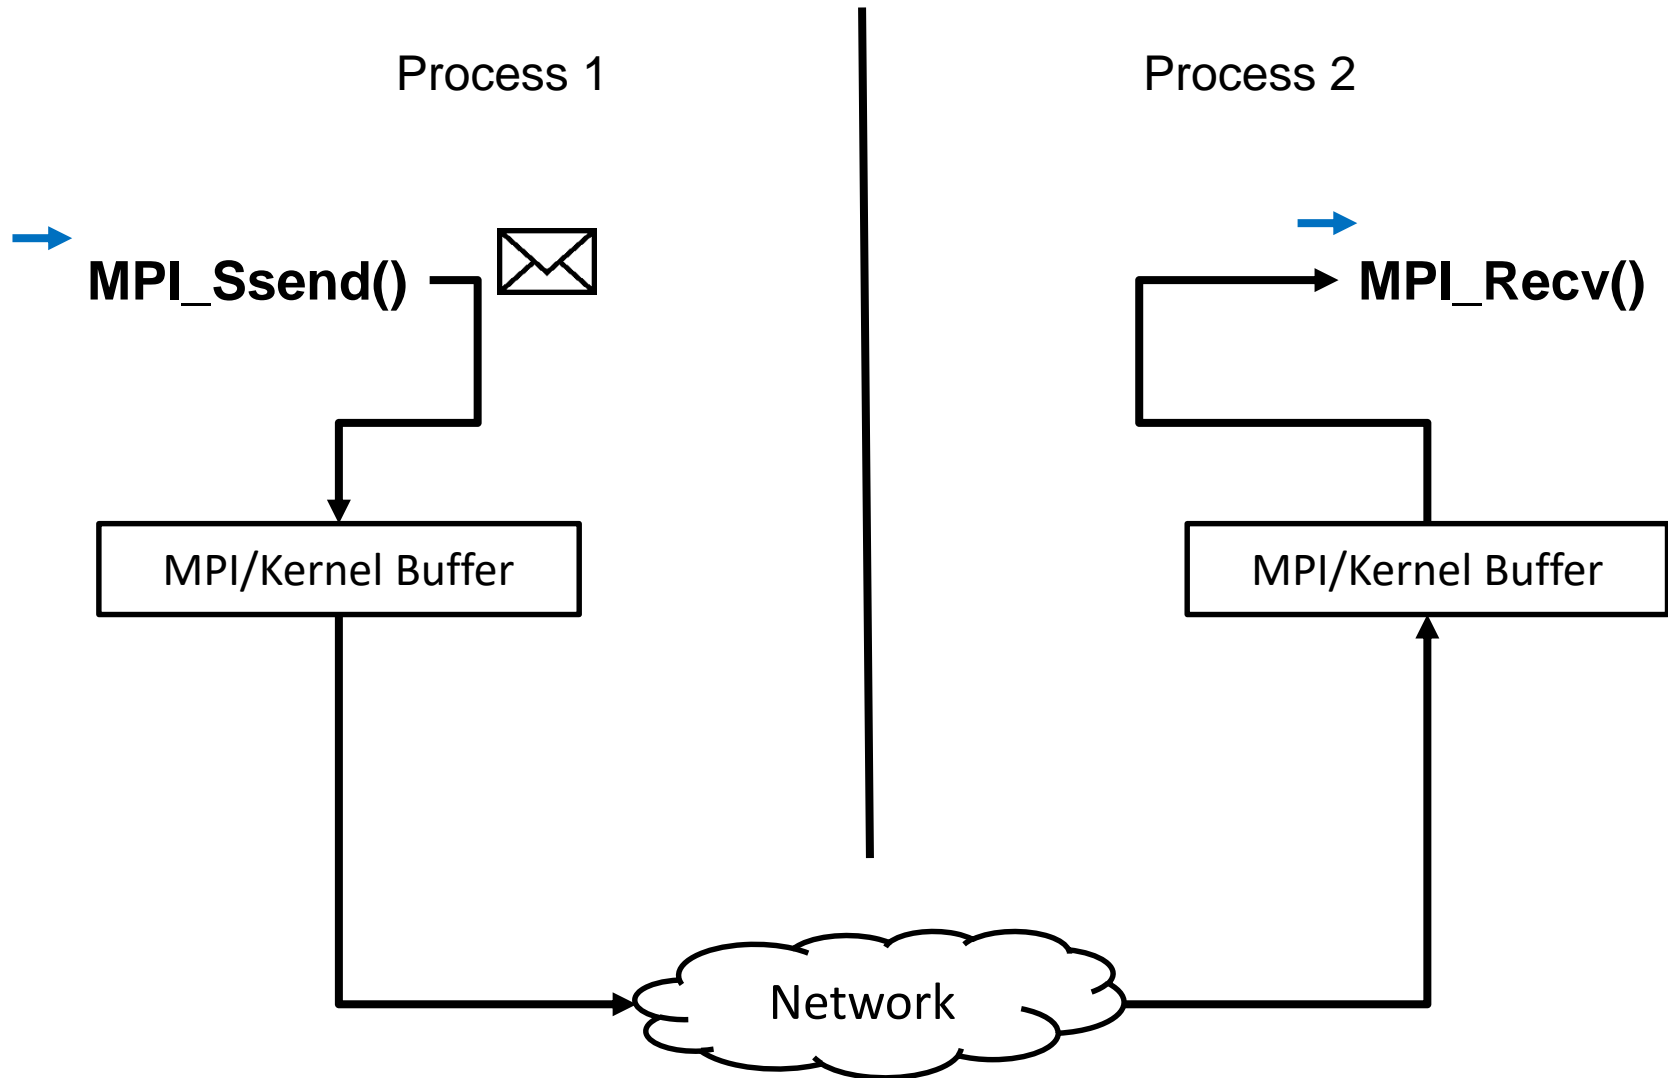 Process 1
Process 2
MPI_Ssend()
MPI_Recv()
MPI/Kernel Buffer
MPI/Kernel Buffer
Network